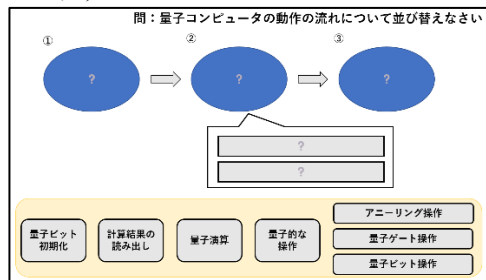 問：量子コンピュータの動作の流れについて並び替えなさい
① ② ③
? ? ?
?
?
量子ビット
初期化
計算結果の
読み出し
量子演算
量子的な
操作
アニーリング操作
量子ゲート操作
量子ビット操作